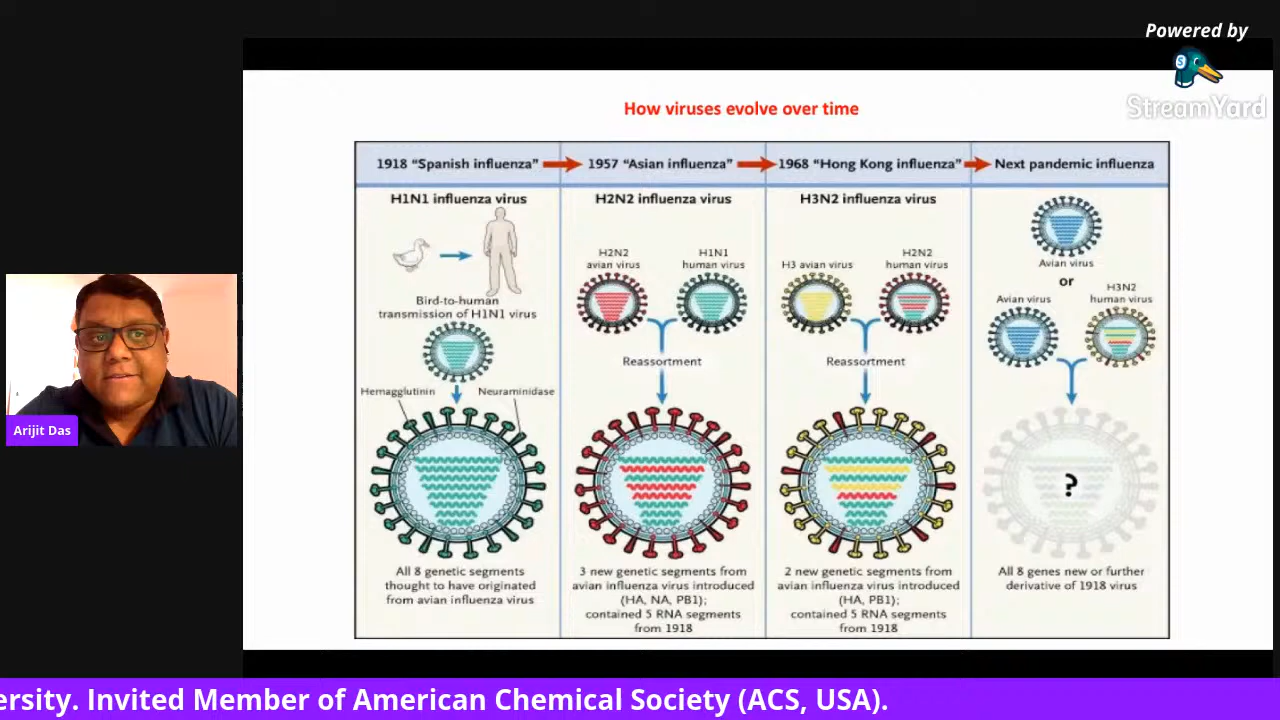 Powered by
StreamYard
How viruses evolve over time
1918 “Spanish influenza”
1957 “Asian influenza”
1968 “Hong Kong influenza”
Next pandemic influenza
H1N1 influenza virus
Bird-to-human
transmission of H1N1 virus
Hemagglutinin
Neuraminidase
All 8 genetic segments
thought to have originated
from avian influenza virus
H2N2 influenza virus
H2N2
avian virus
H1N1
human virus
Reassortment
3 new genetic segments from
avian influenza virus introduced
(HA, NA, PB1);
contained 5 RNA segments
from 1918
H3N2 influenza virus
H3 avian virus
H2N2
human virus
Reassortment
2 new genetic segments from
avian influenza virus introduced
(HA, PB1);
contained 5 RNA segments
from 1918
Avian virus
or
Avian virus
H3N2
human virus
?
All 8 genes new or further
derivative of 1918 virus
Arijit Das
ersity. Invited Member of American Chemical Society (ACS, USA).